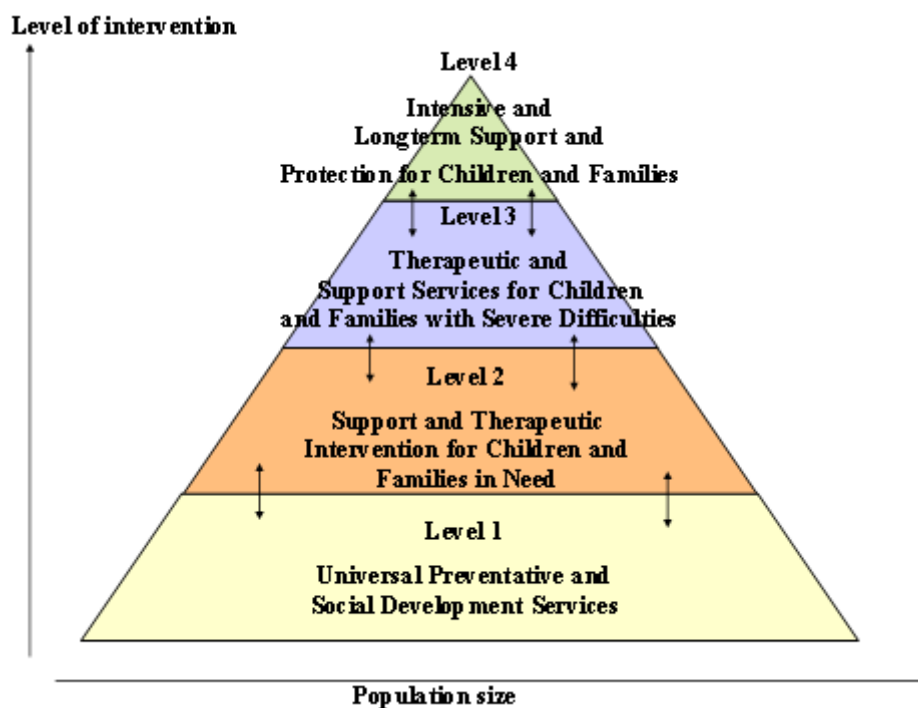 Level of intervention
Level 4
Intensive and
Longterm Support and
Protection for Children and Families
Level 3
Therapeutic and
Support Services for Children
and Families with Severe Difficulties
Level 2
Support and Therapeutic
Intervention for Children and
Families in Need
Level 1
Universal Preventative and
Social Development Services
Population size